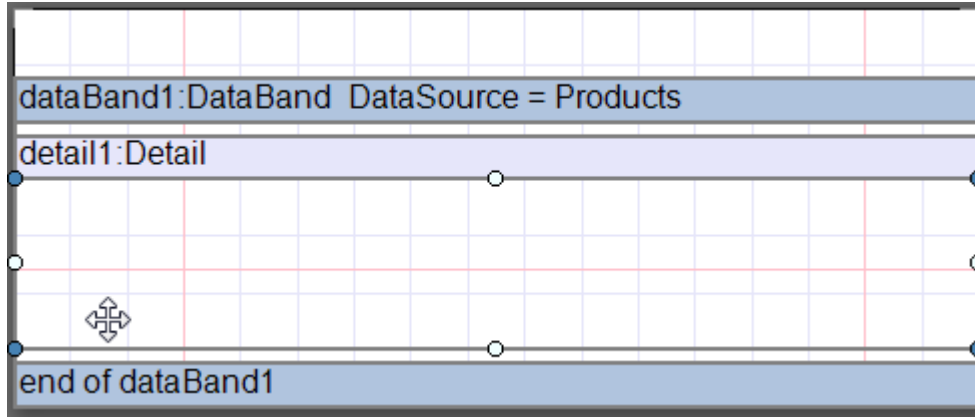 dataBand1:DataBand  DataSource = Products
detail1:Detail
end of dataBand1